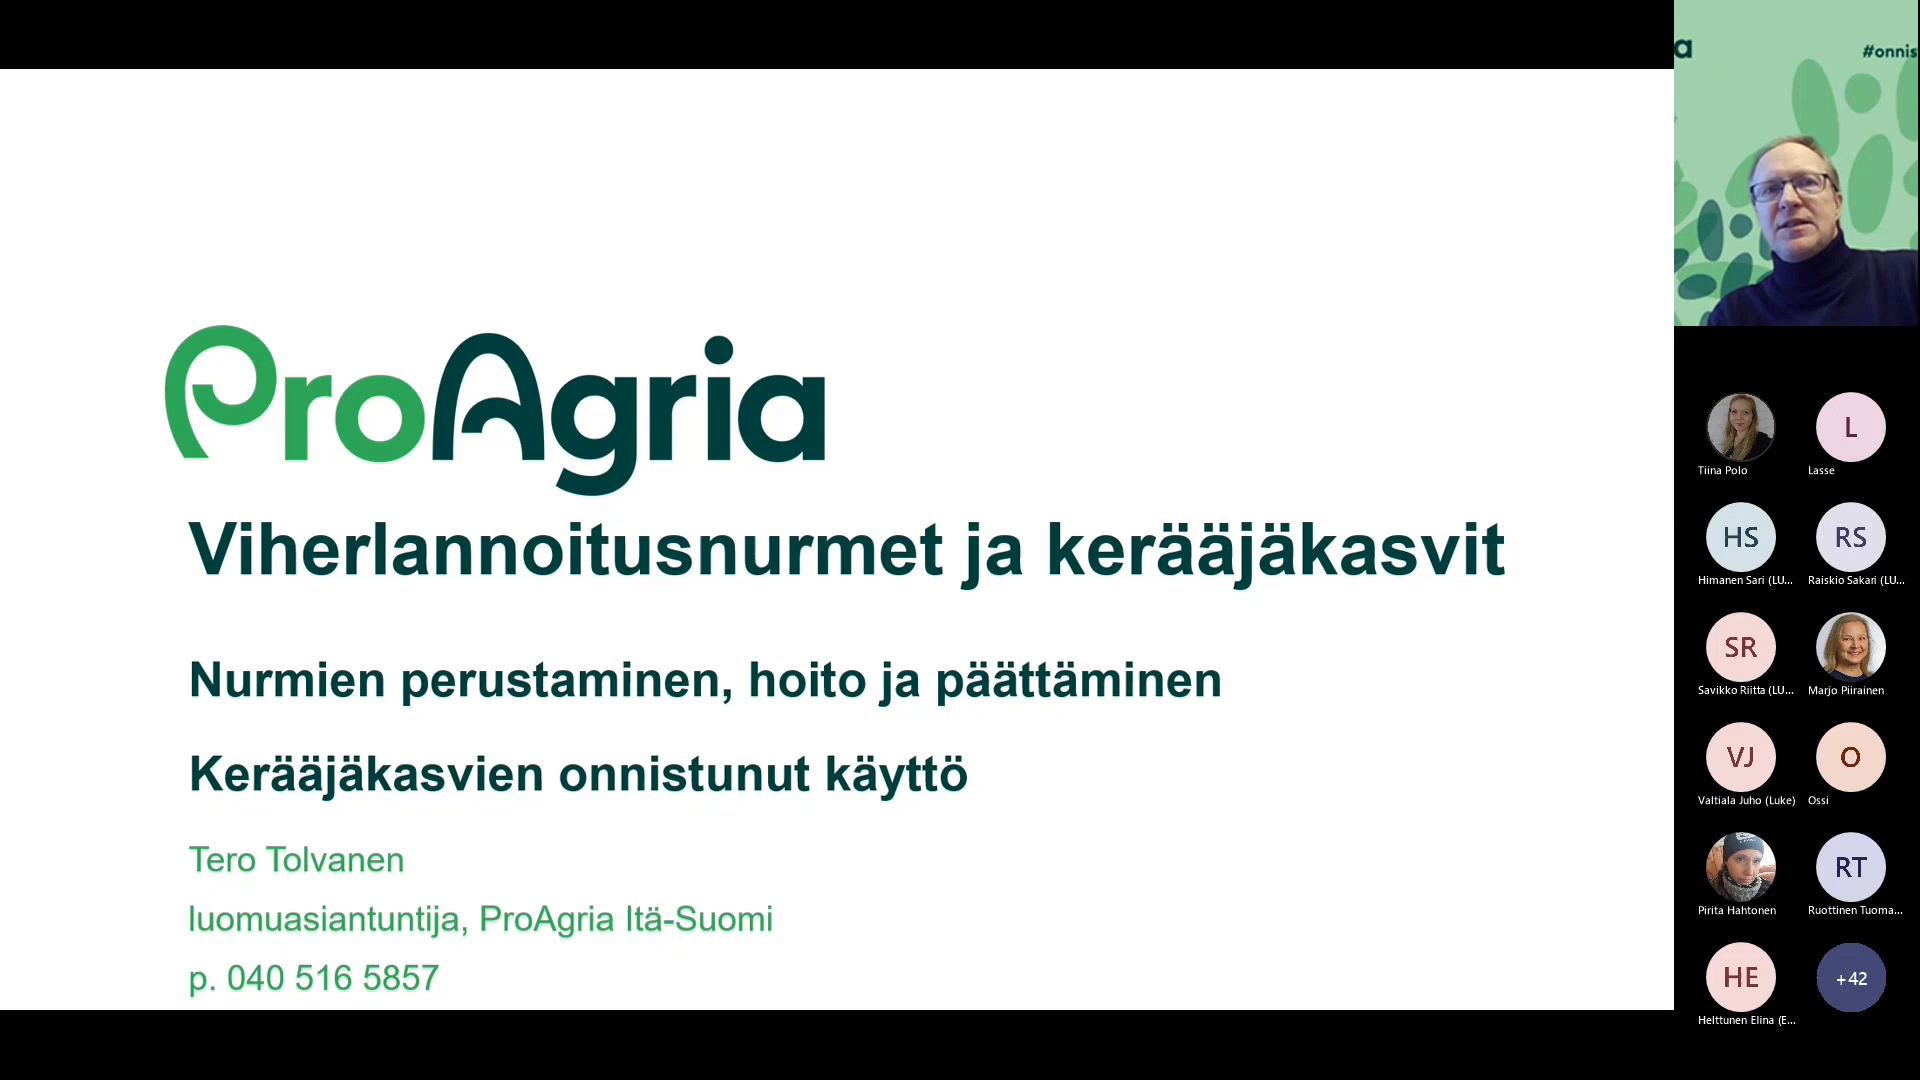 ProAgria
Viherlannoitusnurmet ja kerääjäkasvit
Nurmien perustaminen, hoito ja päättäminen
Kerääjäkasvien onnistunut käyttö
Tero Tolvanen
luomuasiantuntija, ProAgria Itä-Suomi
p. 040 516 5857
a
#onnis
L
Tiina Polo
Lasse
HS
RS
Himanen Sari (LU...
Raiskio Sakari (LU...
SR
Savikko Riitta (LU...
Marjo Piirainen
VJ
O
Valtiala Juho (Luke)
Ossi
RT
Pirita Hahtonen
Ruottinen Tuoma...
HE
+42
Helttunen Elina (E...